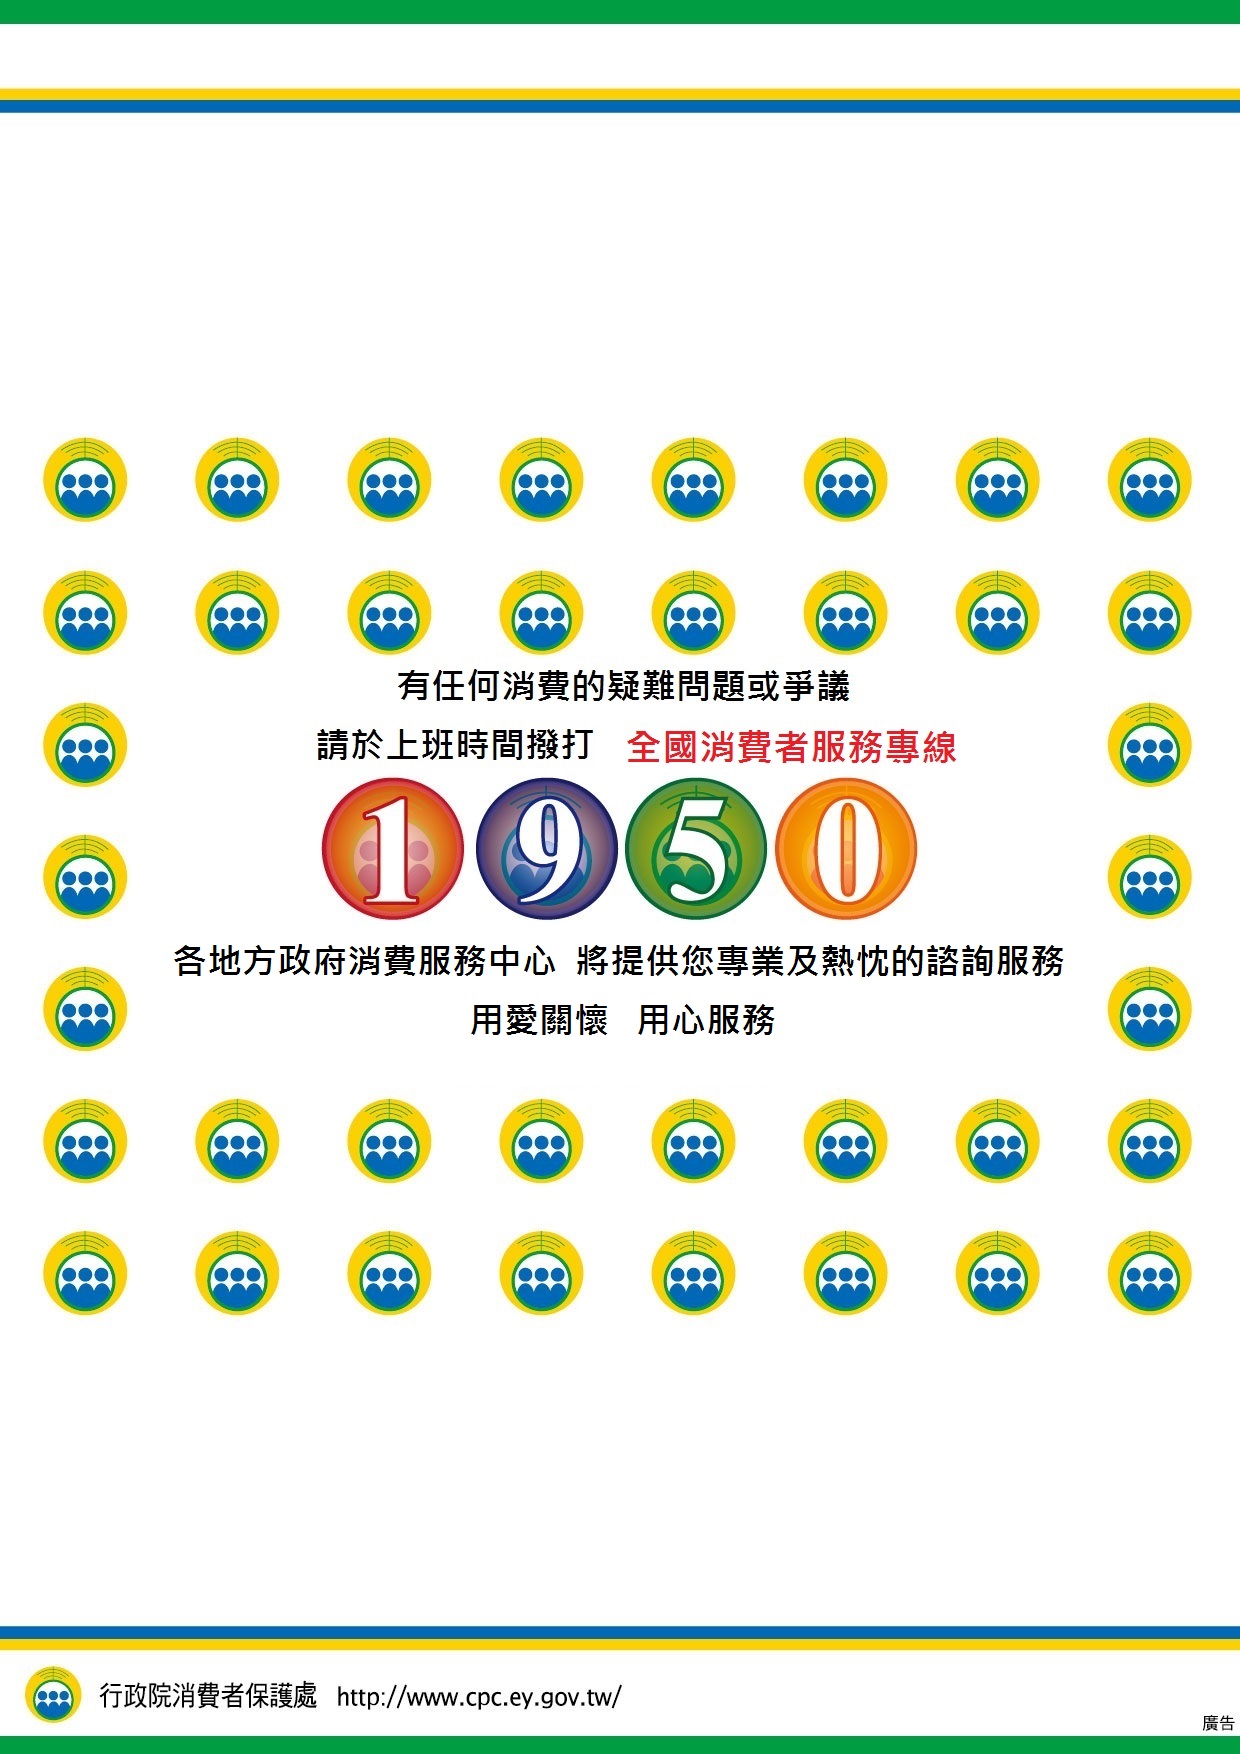 有任何消費的疑難問題或爭議
請於上班時間撥打 全國消費者服務專線
1950
各地方政府消費服務中心 將提供您專業及熱忱的諮詢服務
用愛關懷 用心服務
行政院消費者保護處 http://www.cpc.ey.gov.tw/
廣告